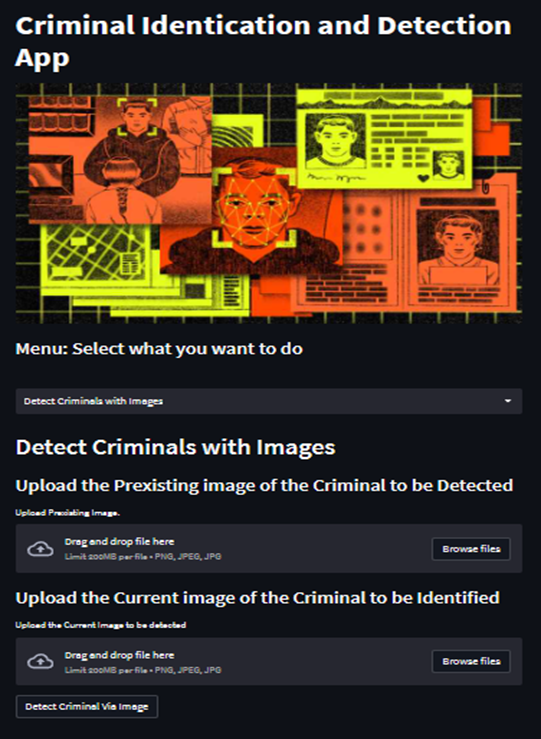 Criminal Identication and Detection
App
Menu: Select what you want to do
Detect Criminals with Images
Detect Criminals with Images
Upload the Prexisting image of the Criminal to be Detected
Upload Prexisting Image.
Drag and drop file here
Limit 200MB per file • PNG, JPEG, JPG
Browse files
Upload the Current image of the Criminal to be Identified
Upload the Current Image to be detected
Drag and drop file here
Limit 200MB per file • PNG, JPEG, JPG
Browse files
Detect Criminal Via Image